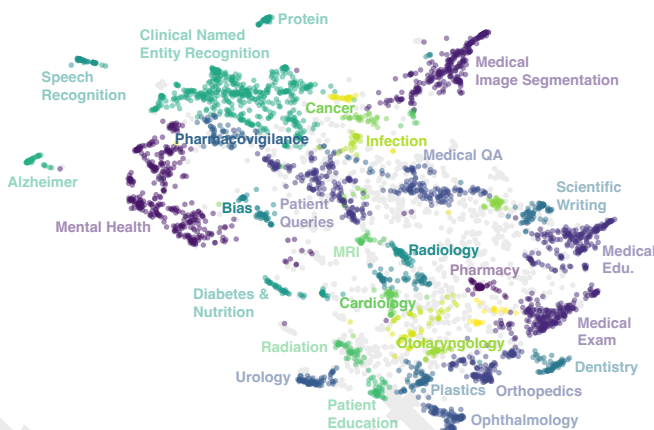 Protein
Clinical Named
Entity Recognition
Speech
Recognition
Medical
Image Segmentation
Cancer
Pharmacovigilance
Infection
Medical QA
Alzheimer
Scientific
Writing
Bias
Patient
Queries
Mental Health
MRI
Radiology
Medical
Edu.
Pharmacy
Diabetes &
Nutrition
Cardiology
Medical
Exam
Radiation
Otolaryngology
Dentistry
Urology
Plastics
Orthopedics
Patient
Education
Ophthalmology